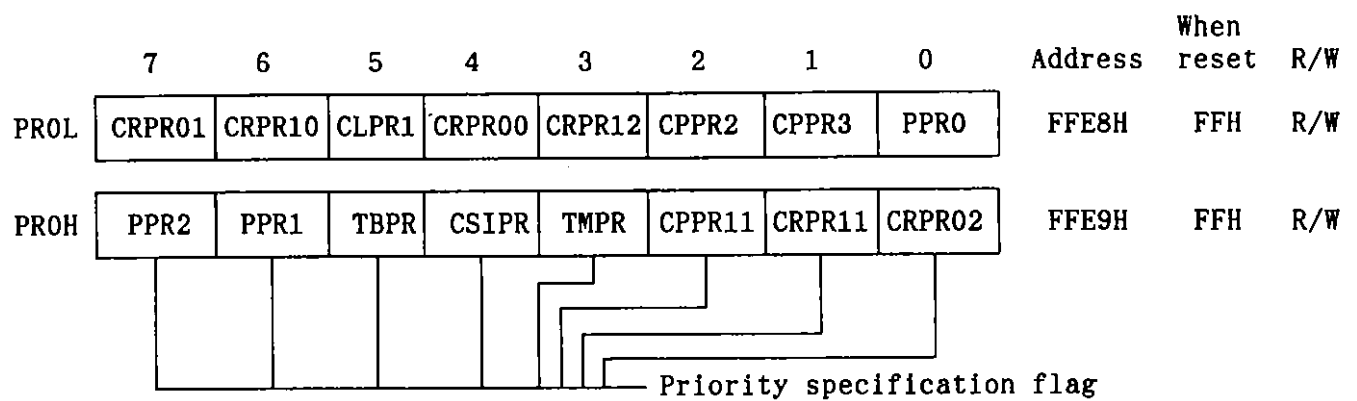 7 6 5 4 3 2 1 0 Address When reset R/W
PR0L CRPR01 CRPR10 CLPR1 CRPR00 CRPR12 CPPR2 CPPR3 PPR0 FFE8H FFH R/W
PR0H PPR2 PPR1 TBPR CSIPR TMPR CPPR11 CRPR11 CRPR02 FFE9H FFH R/W
Priority specification flag